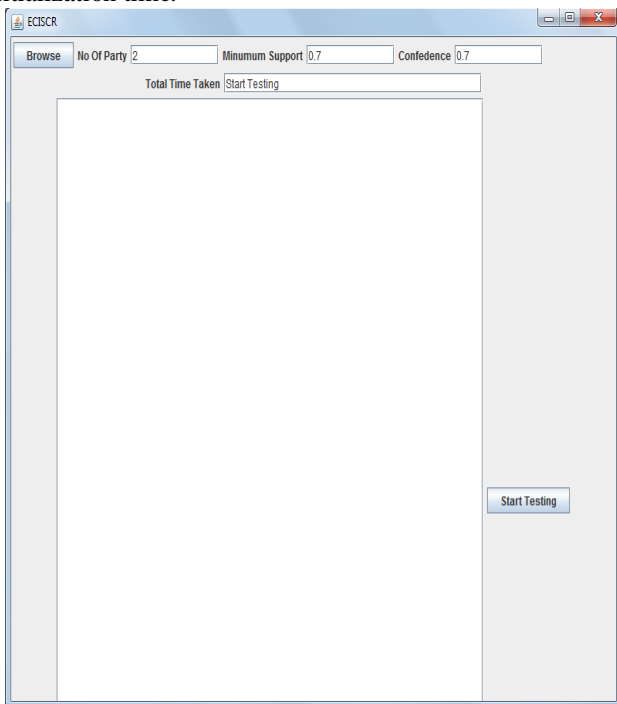 ECISCR
Browse No Of Party 2 Minumum Support 0.7 Confedence 0.7
Total Time Taken Start Testing
Start Testing